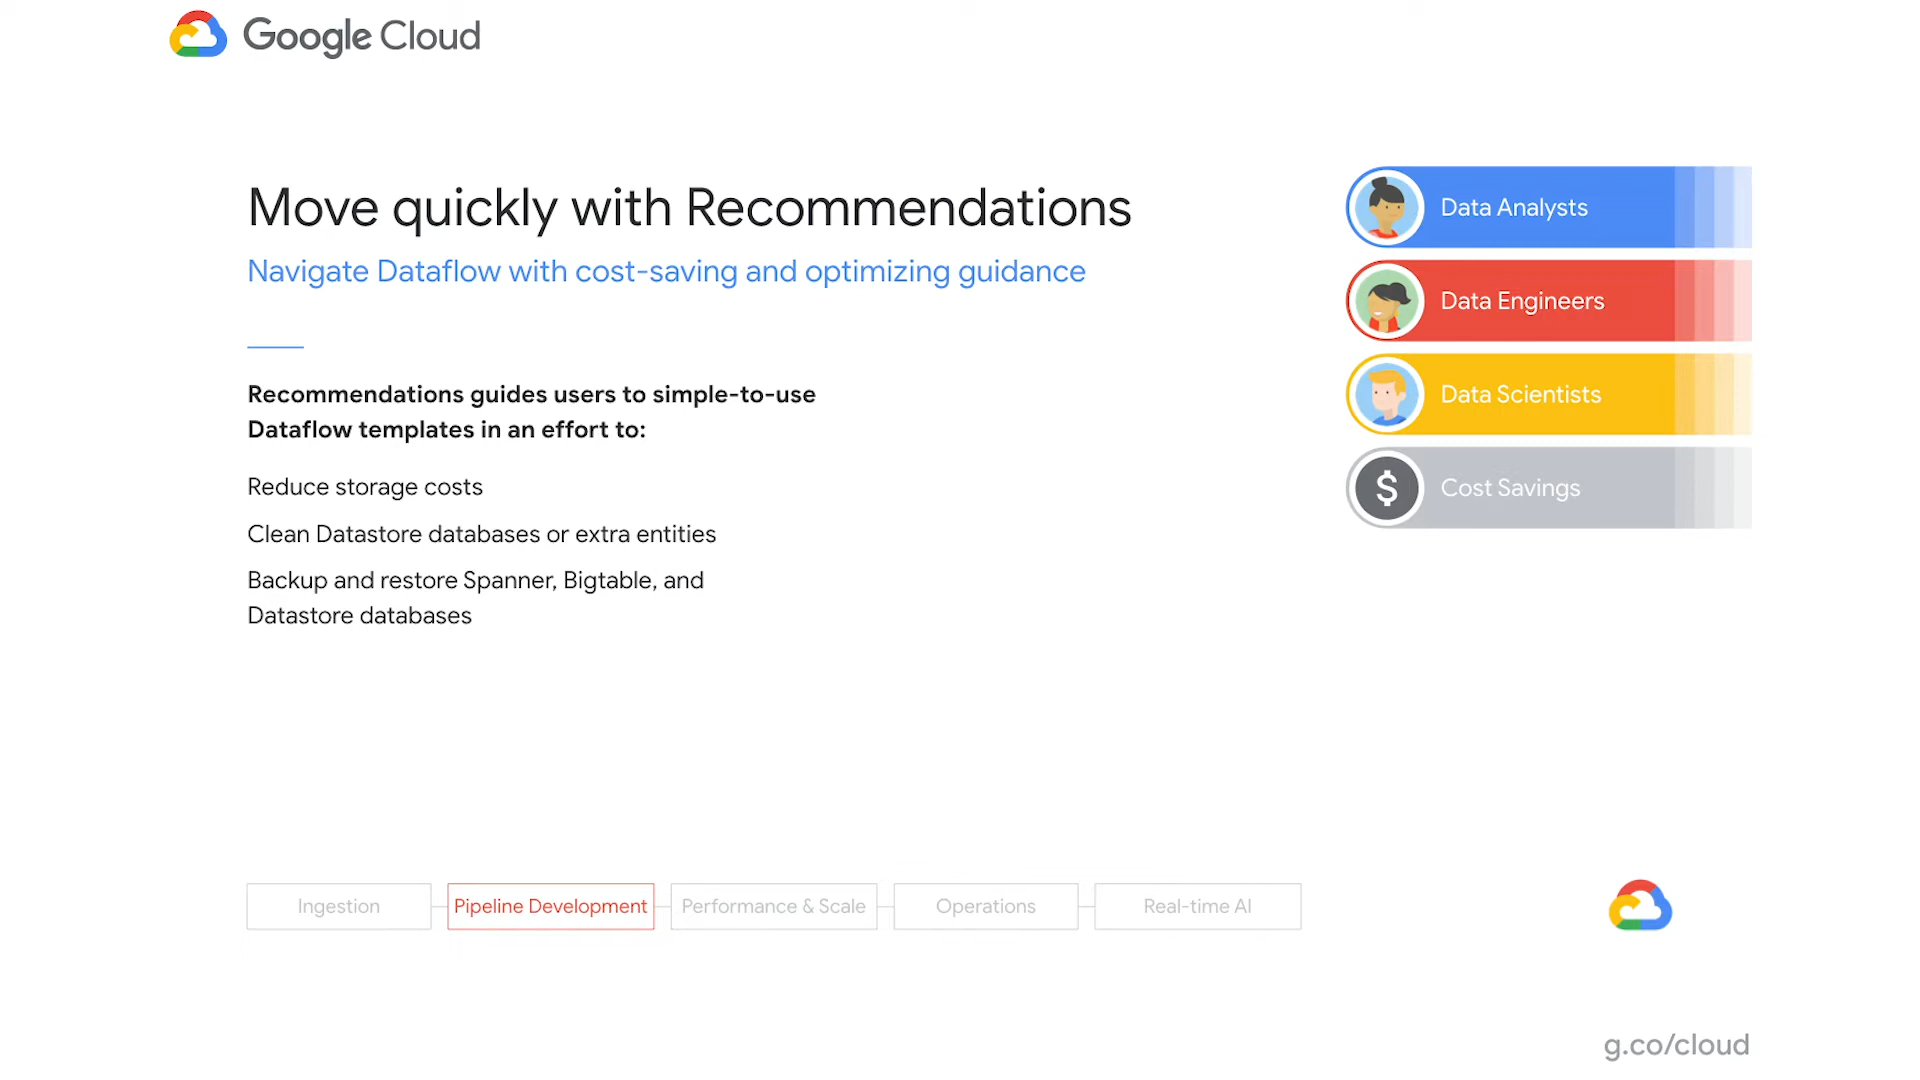 Google Cloud
Move quickly with Recommendations
Navigate Dataflow with cost-saving and optimizing guidance
Recommendations guides users to simple-to-use
Dataflow templates in an effort to:
Reduce storage costs
Clean Datastore databases or extra entities
Backup and restore Spanner, Bigtable, and
Datastore databases
Data Analysts
Data Engineers
Data Scientists
$
Cost Savings
Ingestion
Pipeline Development
Performance & Scale
Operations
Real-time AI
g.co/cloud